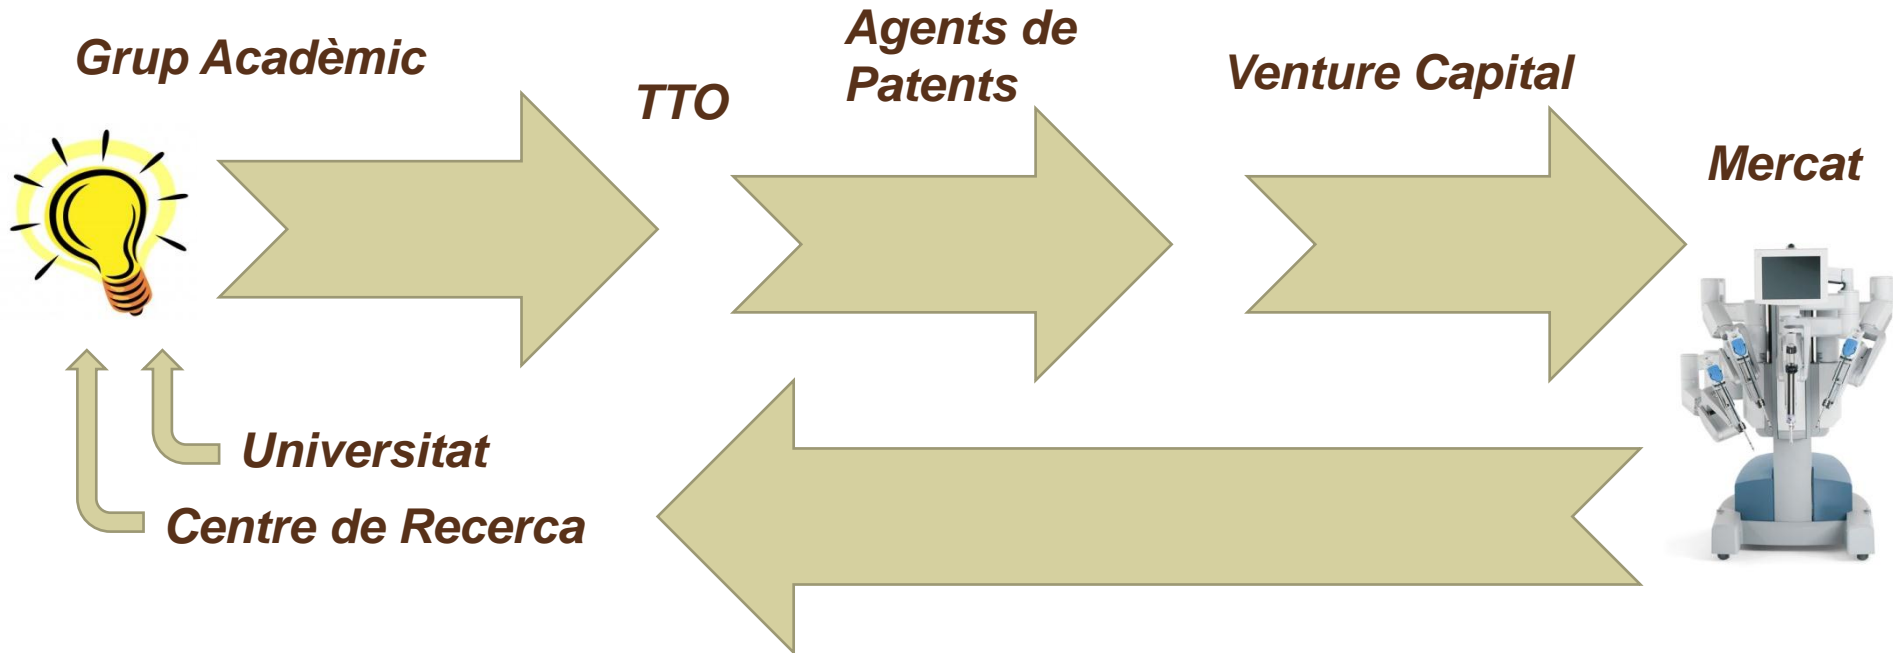 Grup Acadèmic
TTO
Agents de
Patents
Venture Capital
Mercat
Universitat
Centre de Recerca